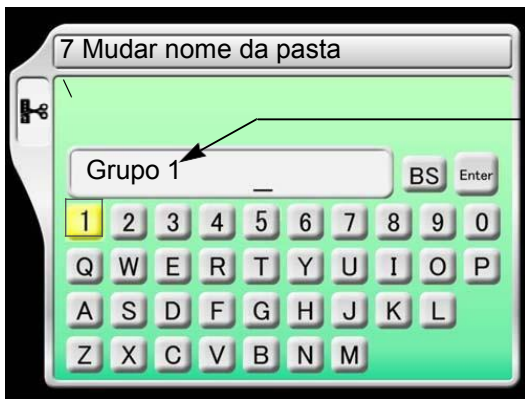 7 Mudar nome da pasta
\
Grupo 1 _
BS Enter
1 2 3 4 5 6 7 8 9 0
Q W E R T Y U I O P
A S D F G H J K L
Z X C V B N M